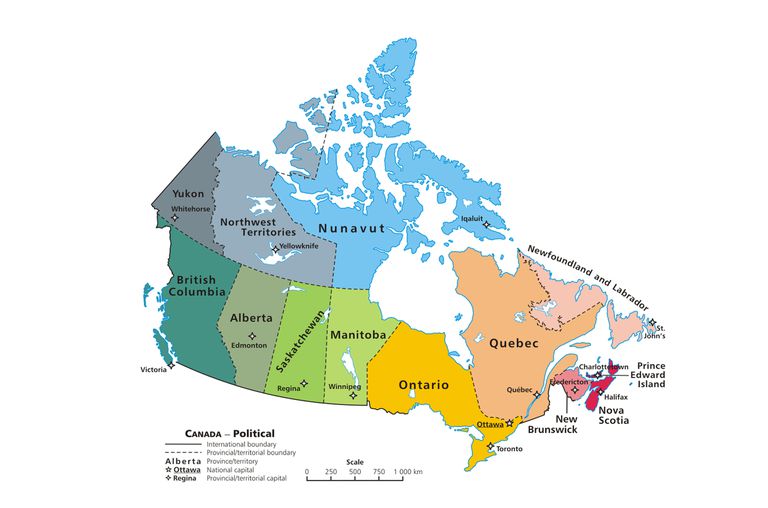 Yukon
Whitehorse
Northwest
Territories
Yellowknife
Nunavut
Iqaluit
British
Columbia
Victoria
Alberta
Edmonton
Saskatchewan
Regina
Manitoba
Winnipeg
Ontario
Ottawa
Toronto
Quebec
Québec
Newfoundland and Labrador
St.
John's
Charlottetown
Prince
Edward
Island
Fredericton
New
Brunswick
Halifax
Nova
Scotia
CANADA – Political
International boundary
Provincial/territorial boundary
Alberta Province/territory
Ottawa National capital
Regina Provincial/territorial capital
Scale
0 250 500 750 1 000 km